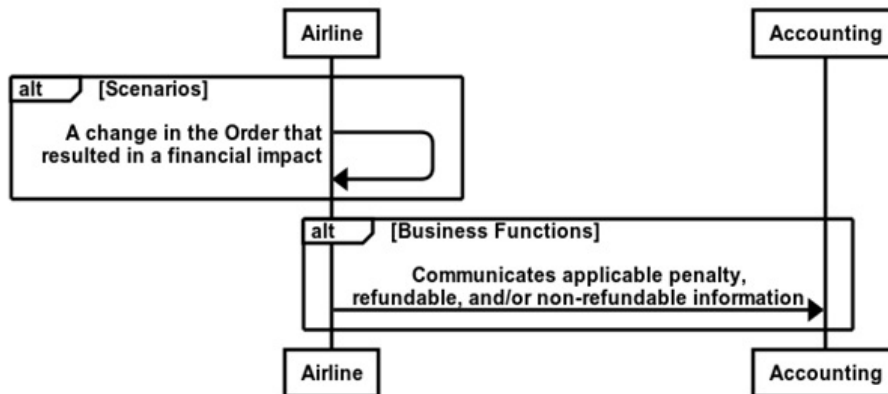 Airline
Accounting
alt
[Scenarios]
A change in the Order that
resulted in a financial impact
alt
[Business Functions]
Communicates applicable penalty,
refundable, and/or non-refundable information
Airline
Accounting